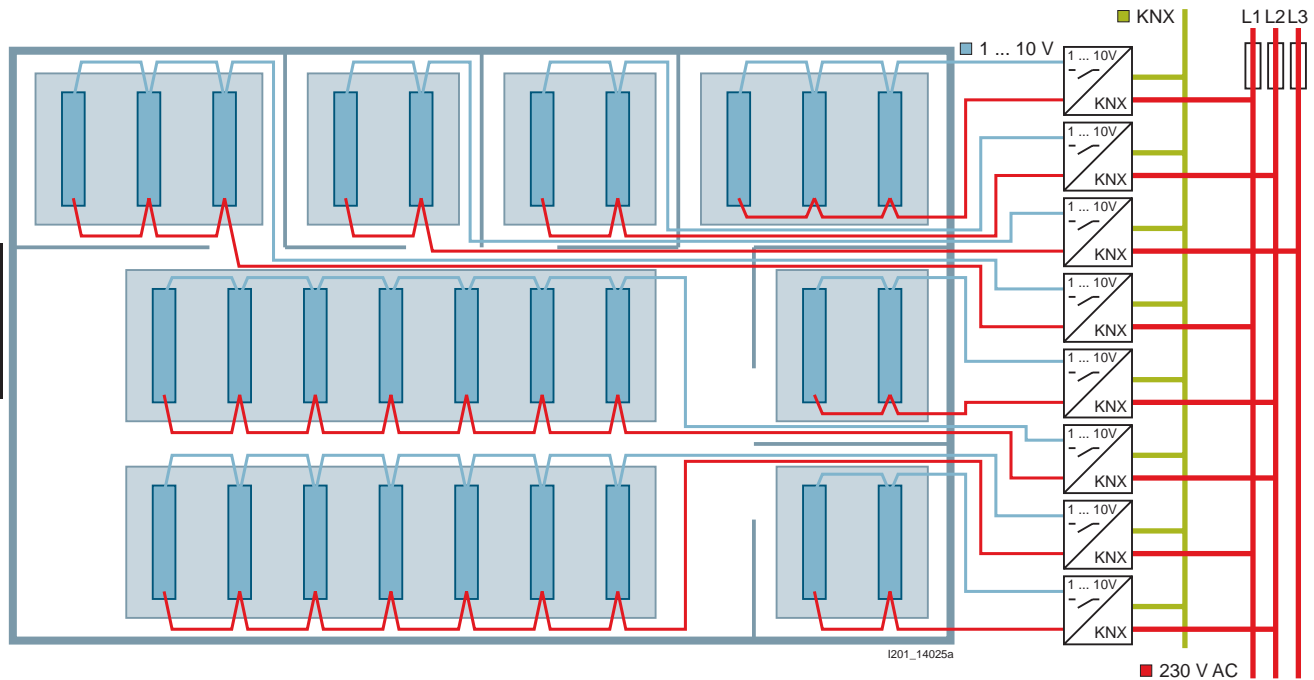 KNX
L1 L2 L3
1 ... 10 V
1 ... 10V
KNX
1 ... 10V
KNX
1 ... 10V
KNX
1 ... 10V
KNX
1 ... 10V
KNX
1 ... 10V
KNX
1 ... 10V
KNX
1 ... 10V
KNX
I201_14025a
230 V AC